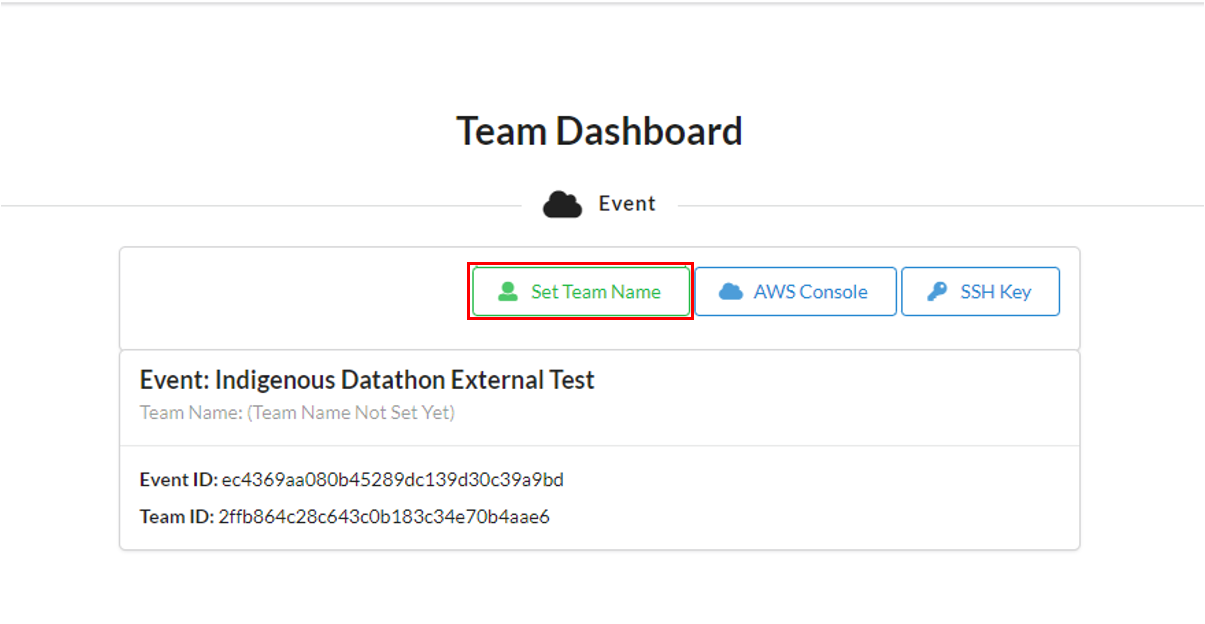 Team Dashboard
Event
Set Team Name AWS Console SSH Key
Event: Indigenous Datathon External Test
Team Name: (Team Name Not Set Yet)
Event ID: ec4369aa080b45289dc139d30c39a9bd
Team ID: 2ffb864c28c643c0b183c34e70b4aae6